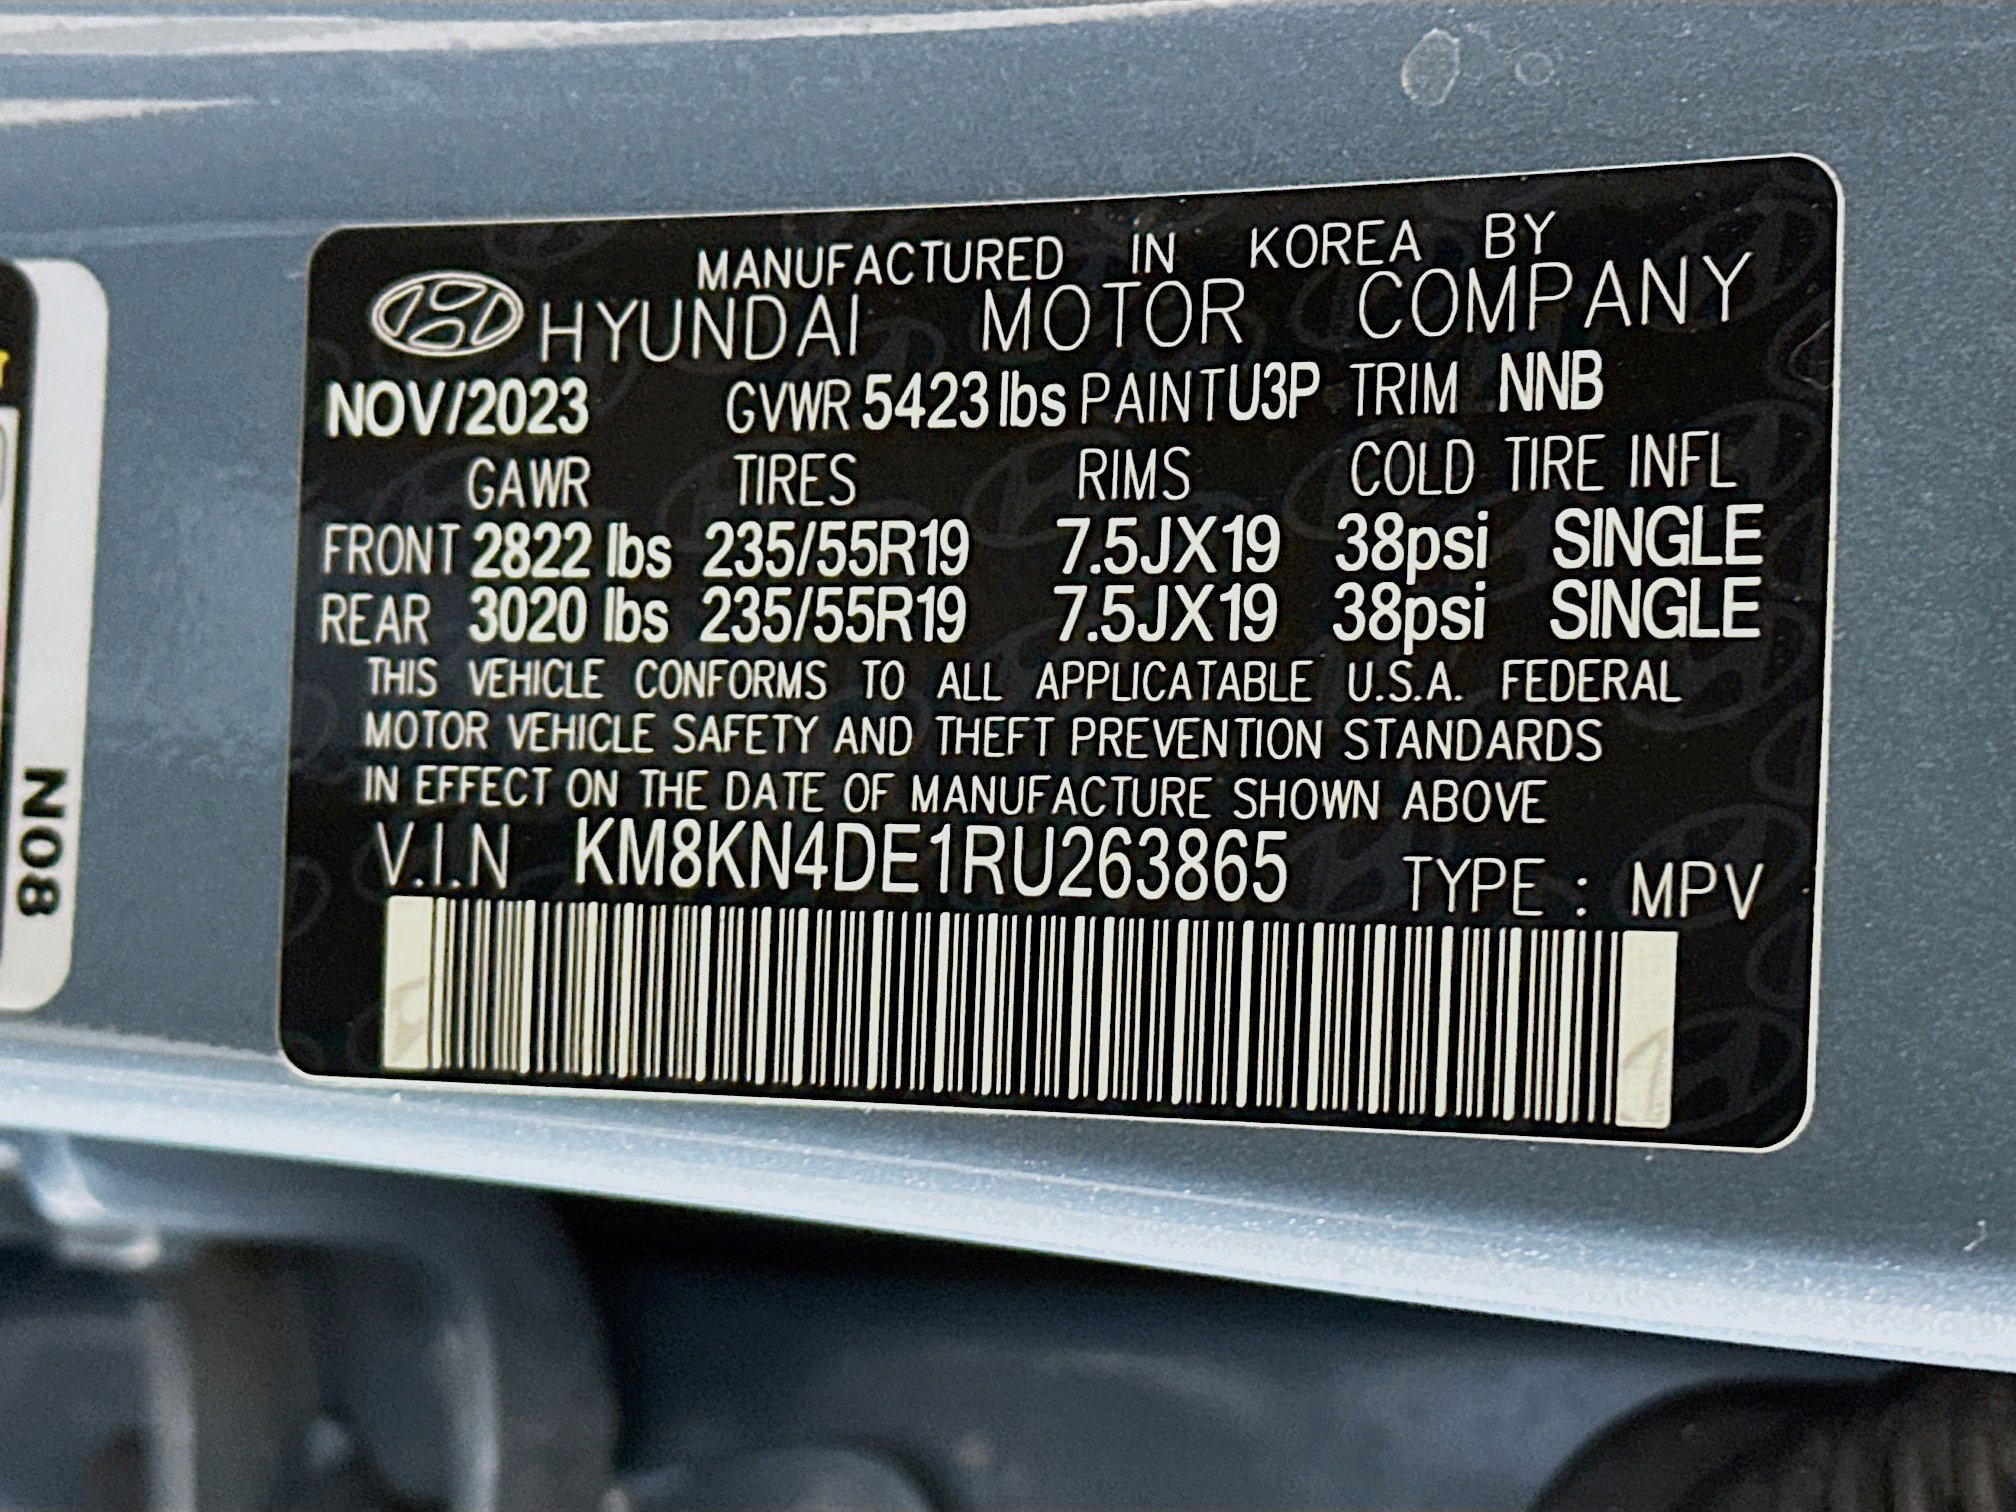 MANUFACTURED IN KOREA BY
HYUNDAI MOTOR COMPANY
NOV/2023 GVWR 5423 lbs PAINT U3P TRIM NNB
GAWR TIRES RIMS COLD TIRE INFL
FRONT 2822 lbs 235/55R19 7.5JX19 38psi SINGLE
REAR 3020 lbs 235/55R19 7.5JX19 38psi SINGLE
THIS VEHICLE CONFORMS TO ALL APPLICATABLE U.S.A. FEDERAL
MOTOR VEHICLE SAFETY AND THEFT PREVENTION STANDARDS
IN EFFECT ON THE DATE OF MANUFACTURE SHOWN ABOVE
V.I.N KM8KN4DE1RU263865 TYPE : MPV
N08